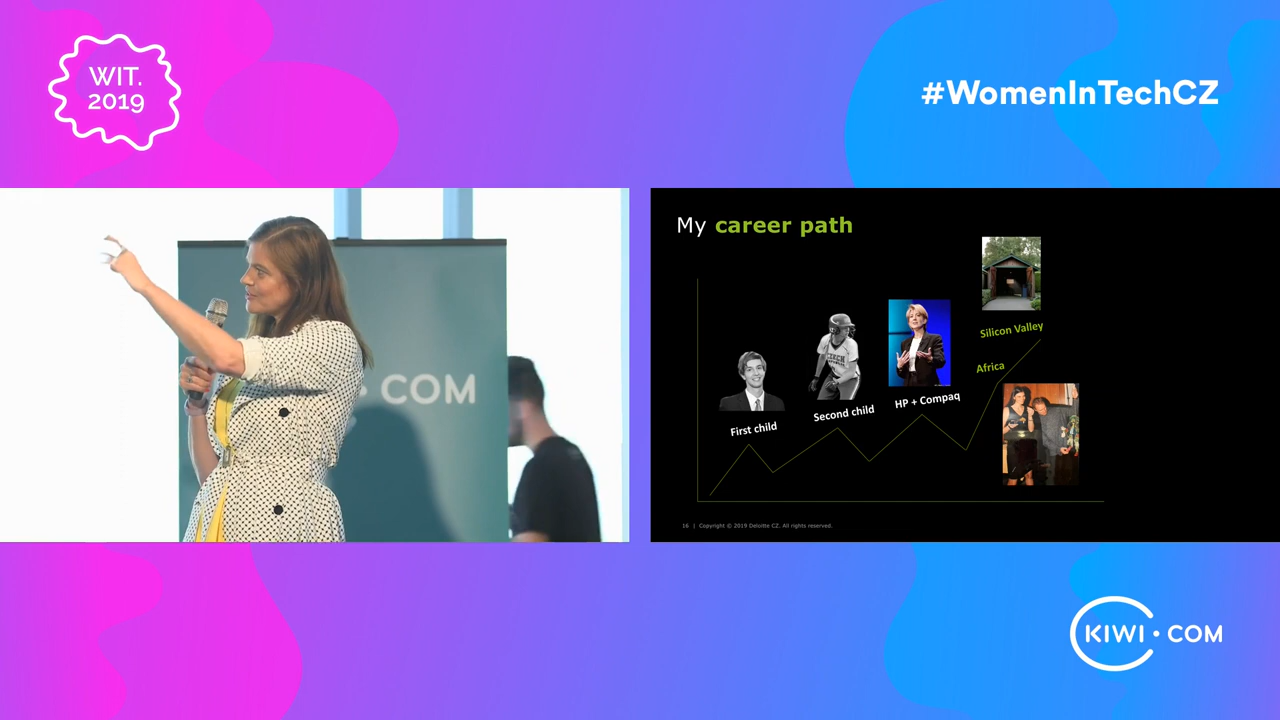 WIT.
2019
#WomenInTechCZ
My career path
Silicon Valley
Africa
HP + Compaq
Second child
First child
CZECH
COM
16 | Copyright © 2019 Deloitte CZ. All rights reserved.
KIWI.COM